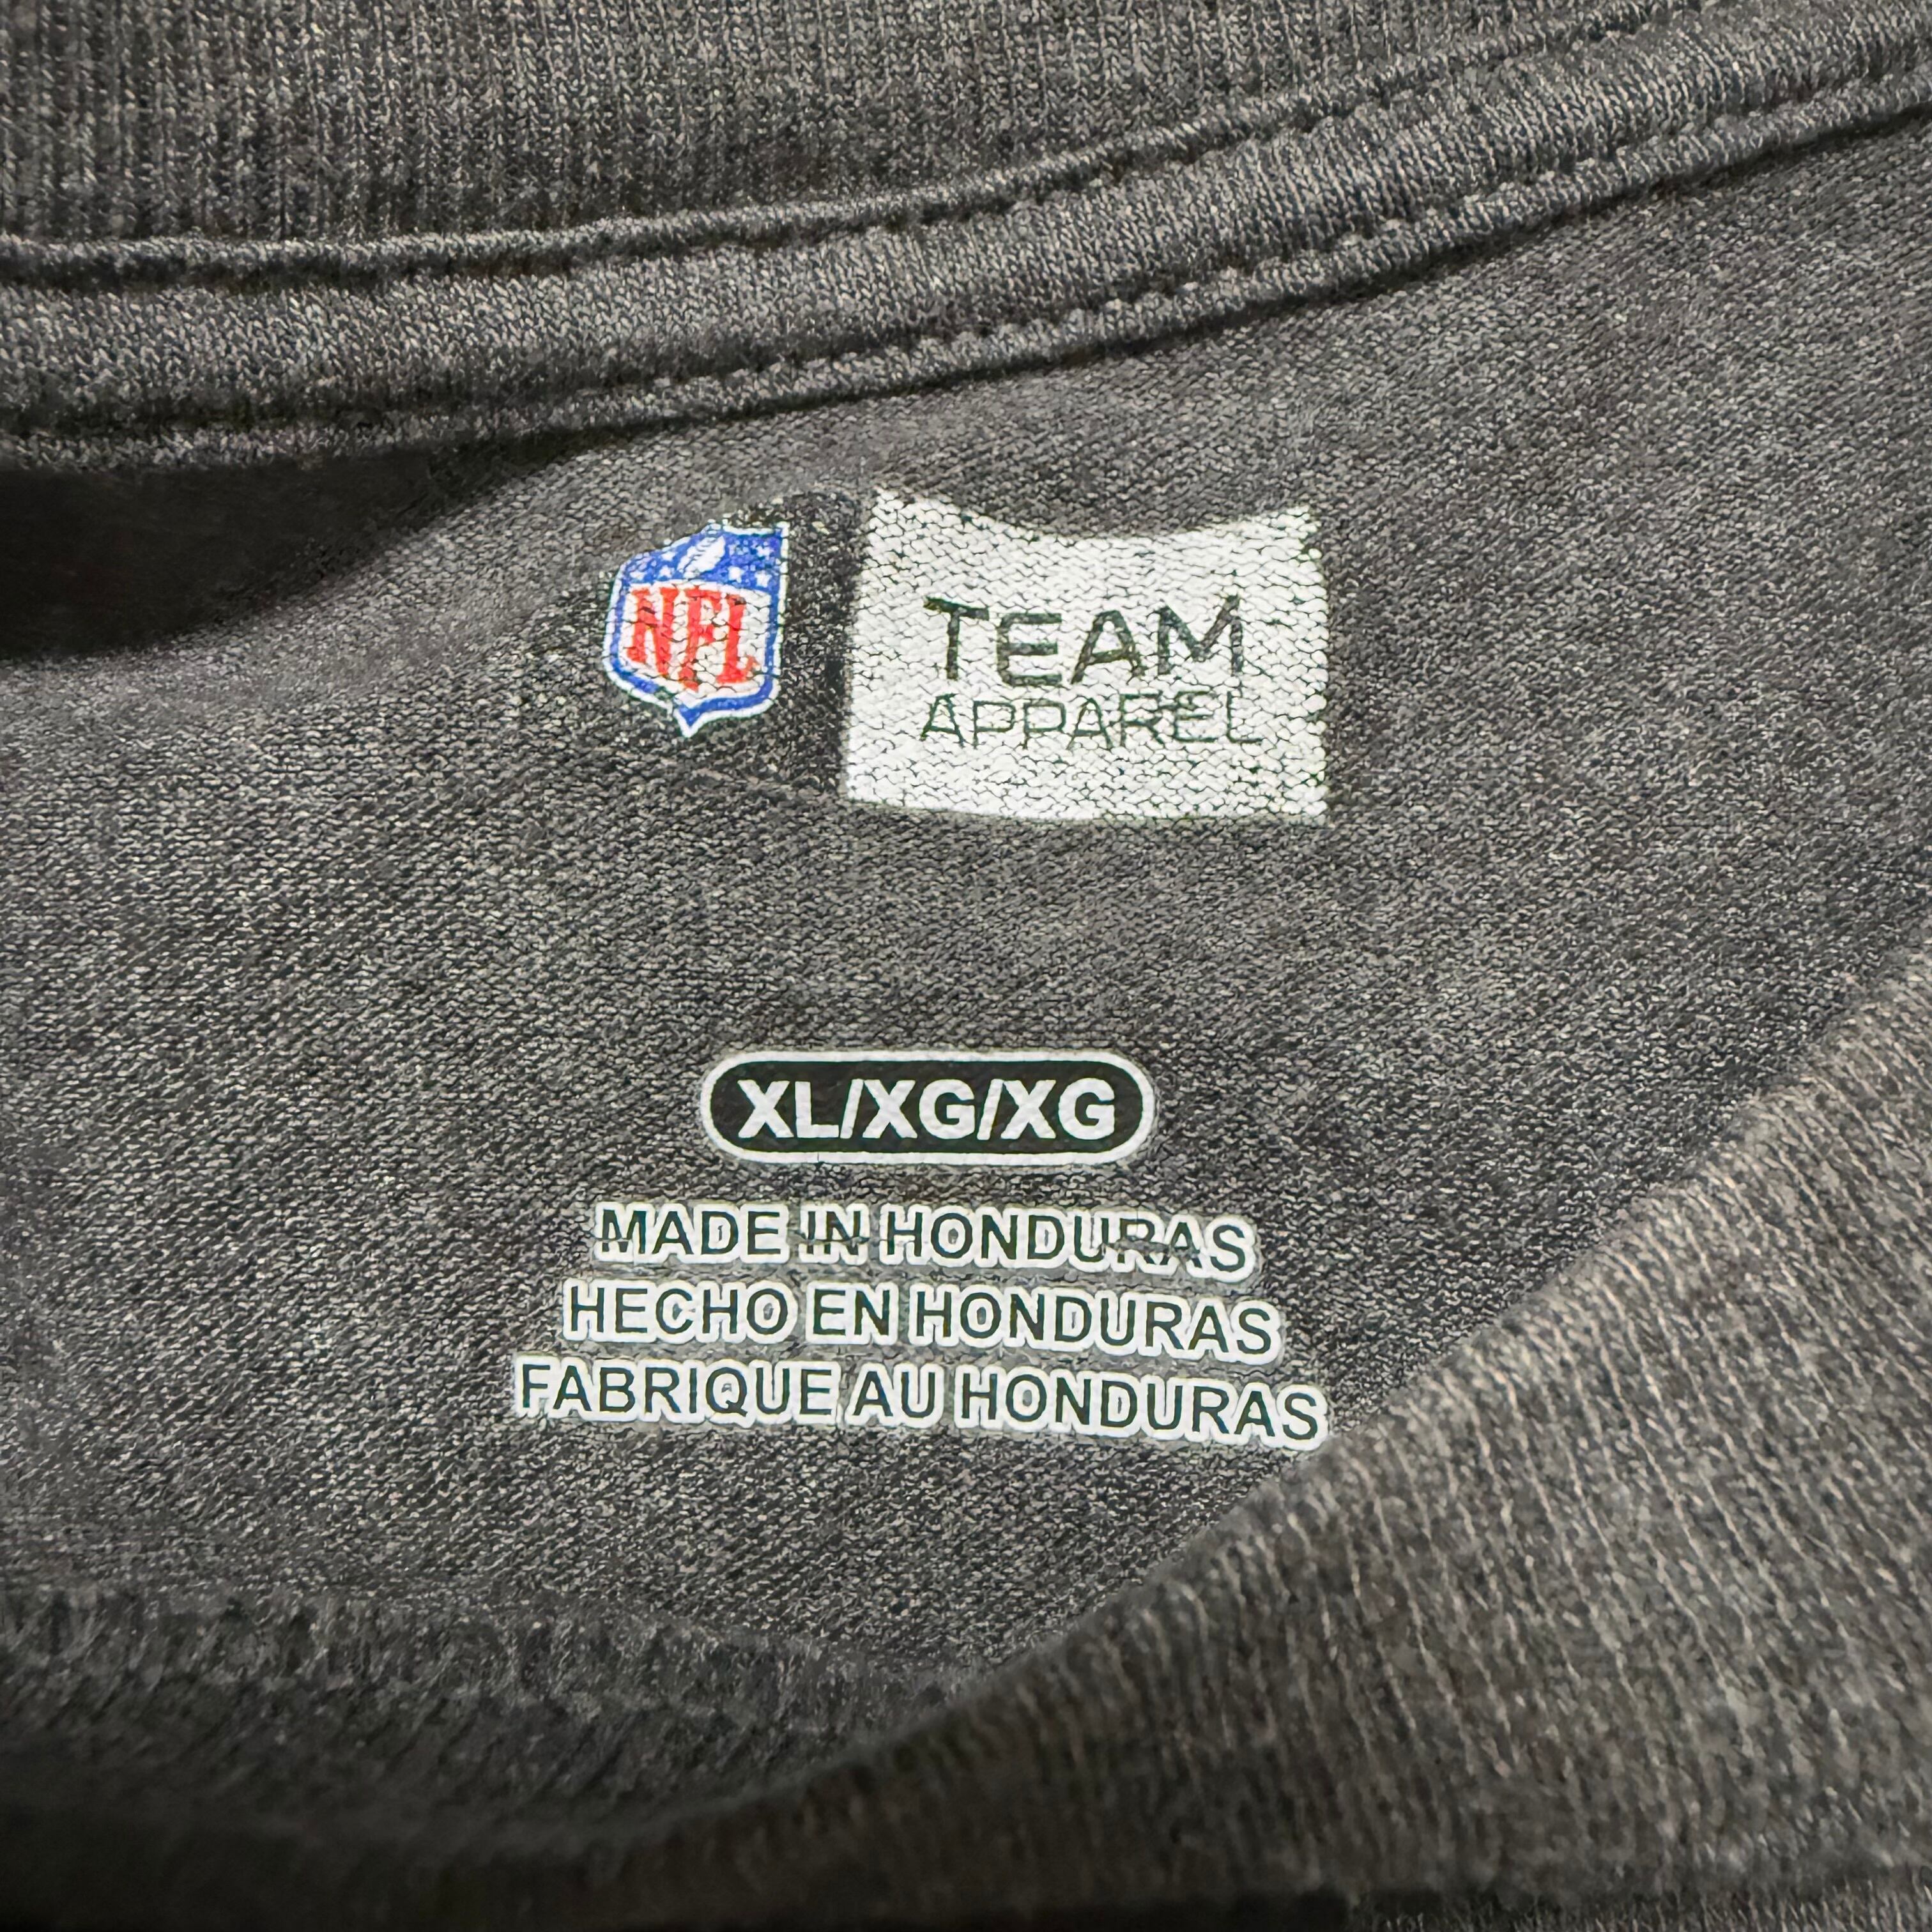 NFL
TEAM
APPAREL
XL/XG/XG
MADE IN HONDURAS
HECHO EN HONDURAS
FABRIQUE AU HONDURAS